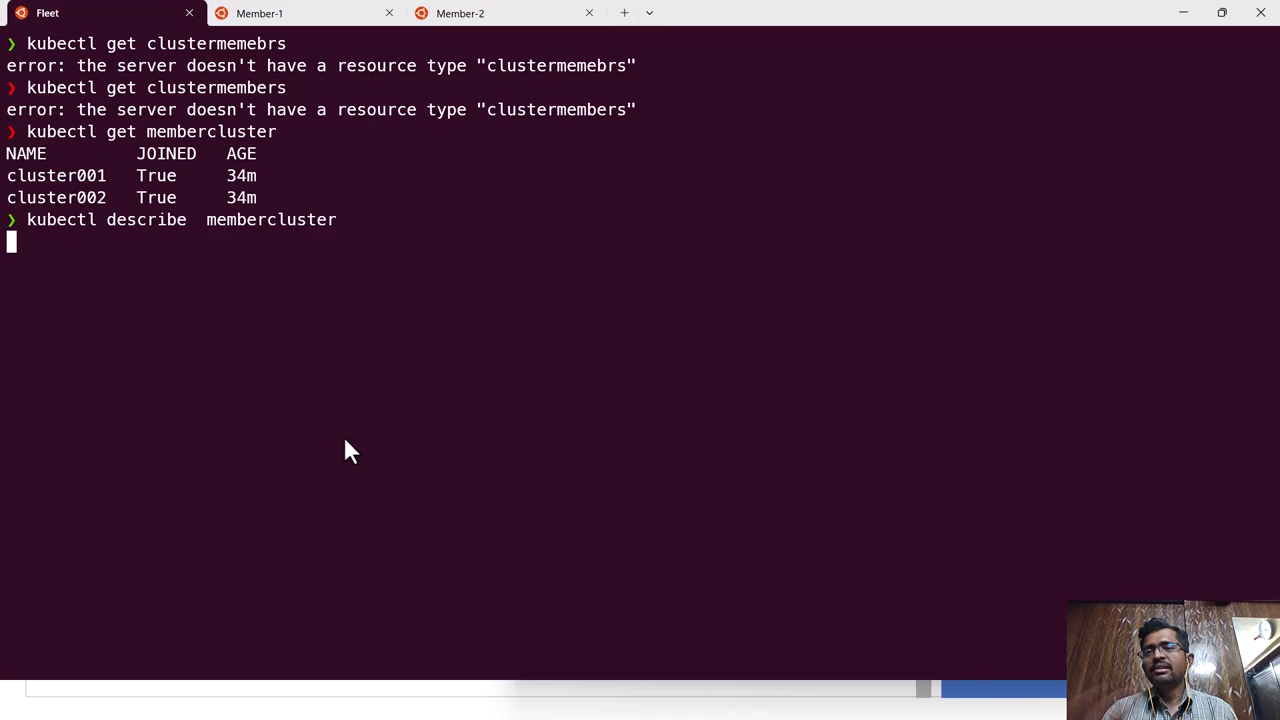 Fleet
Member-1
Member-2
❯ kubectl get clustermemebrs
error: the server doesn't have a resource type "clustermemebrs"
❯ kubectl get clustermembers
error: the server doesn't have a resource type "clustermembers"
❯ kubectl get membercluster
NAME JOINED AGE
cluster001 True 34m
cluster002 True 34m
❯ kubectl describe  membercluster